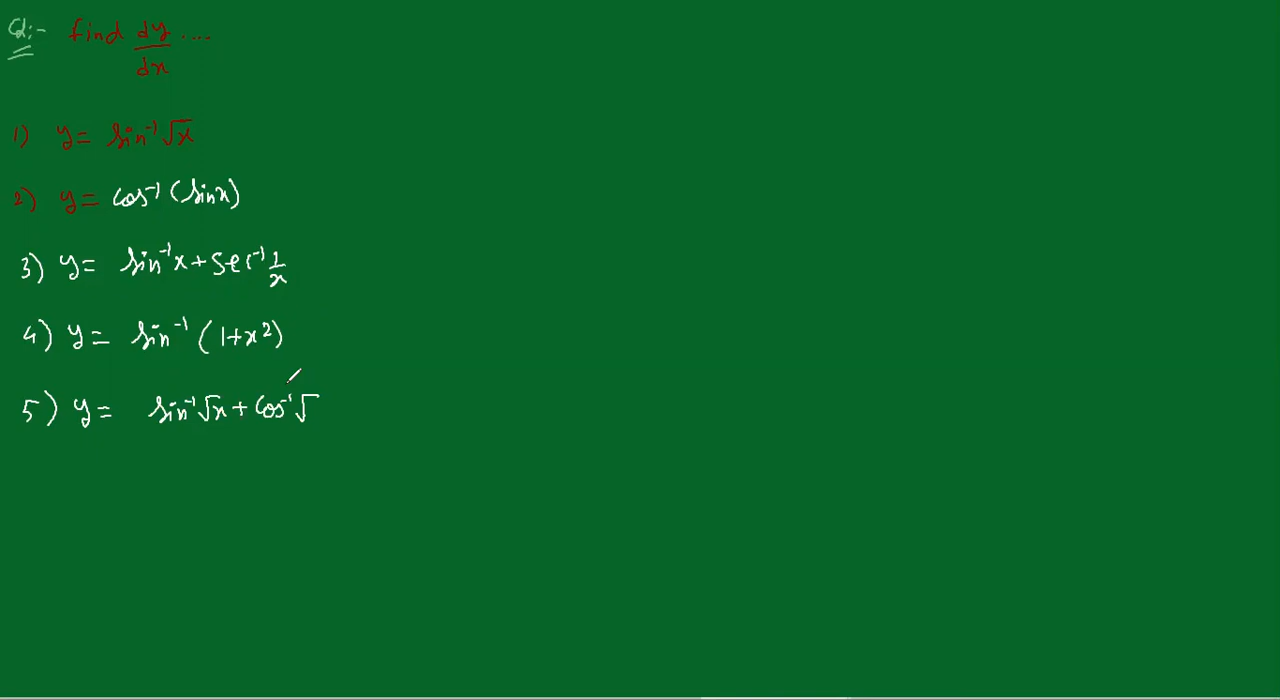 Q:- find dy/dx ....
1) y = sin⁻¹ √x
2) y = cos⁻¹ (sinx)
3) y = sin⁻¹x + sec⁻¹ 1/x
4) y = sin⁻¹ (1+x²)
5) y = sin⁻¹ √x + cos⁻¹ √